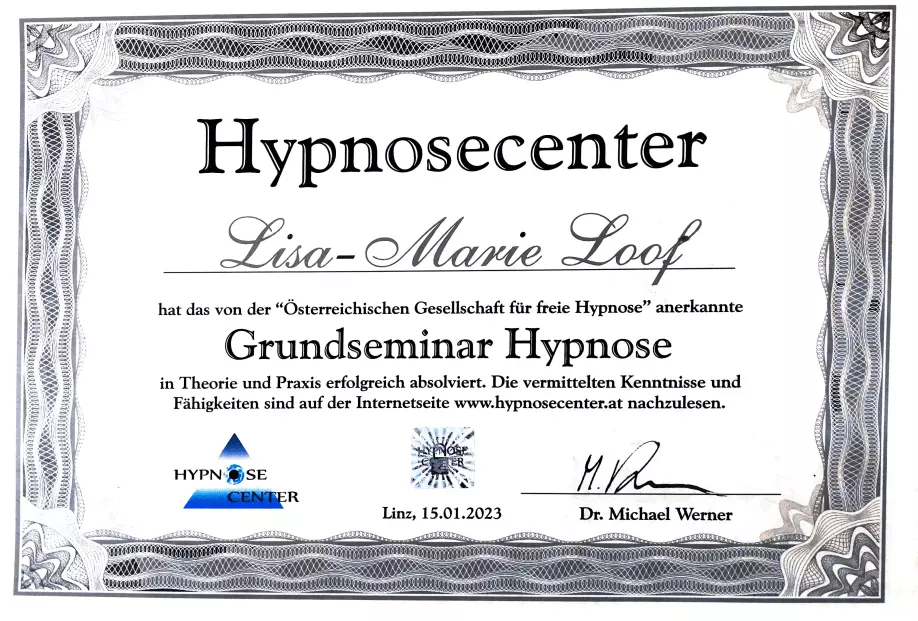 Hypnosecenter
Lisa-Marie Loof
hat das von der “Österreichischen Gesellschaft für freie Hypnose” anerkannte
Grundseminar Hypnose
in Theorie und Praxis erfolgreich absolviert. Die vermittelten Kenntnisse und
Fähigkeiten sind auf der Internetseite www.hypnosecenter.at nachzulesen.
HYPNOSE
CENTER
HYPNOSE
CENTER
Linz, 15.01.2023
Dr. Michael Werner